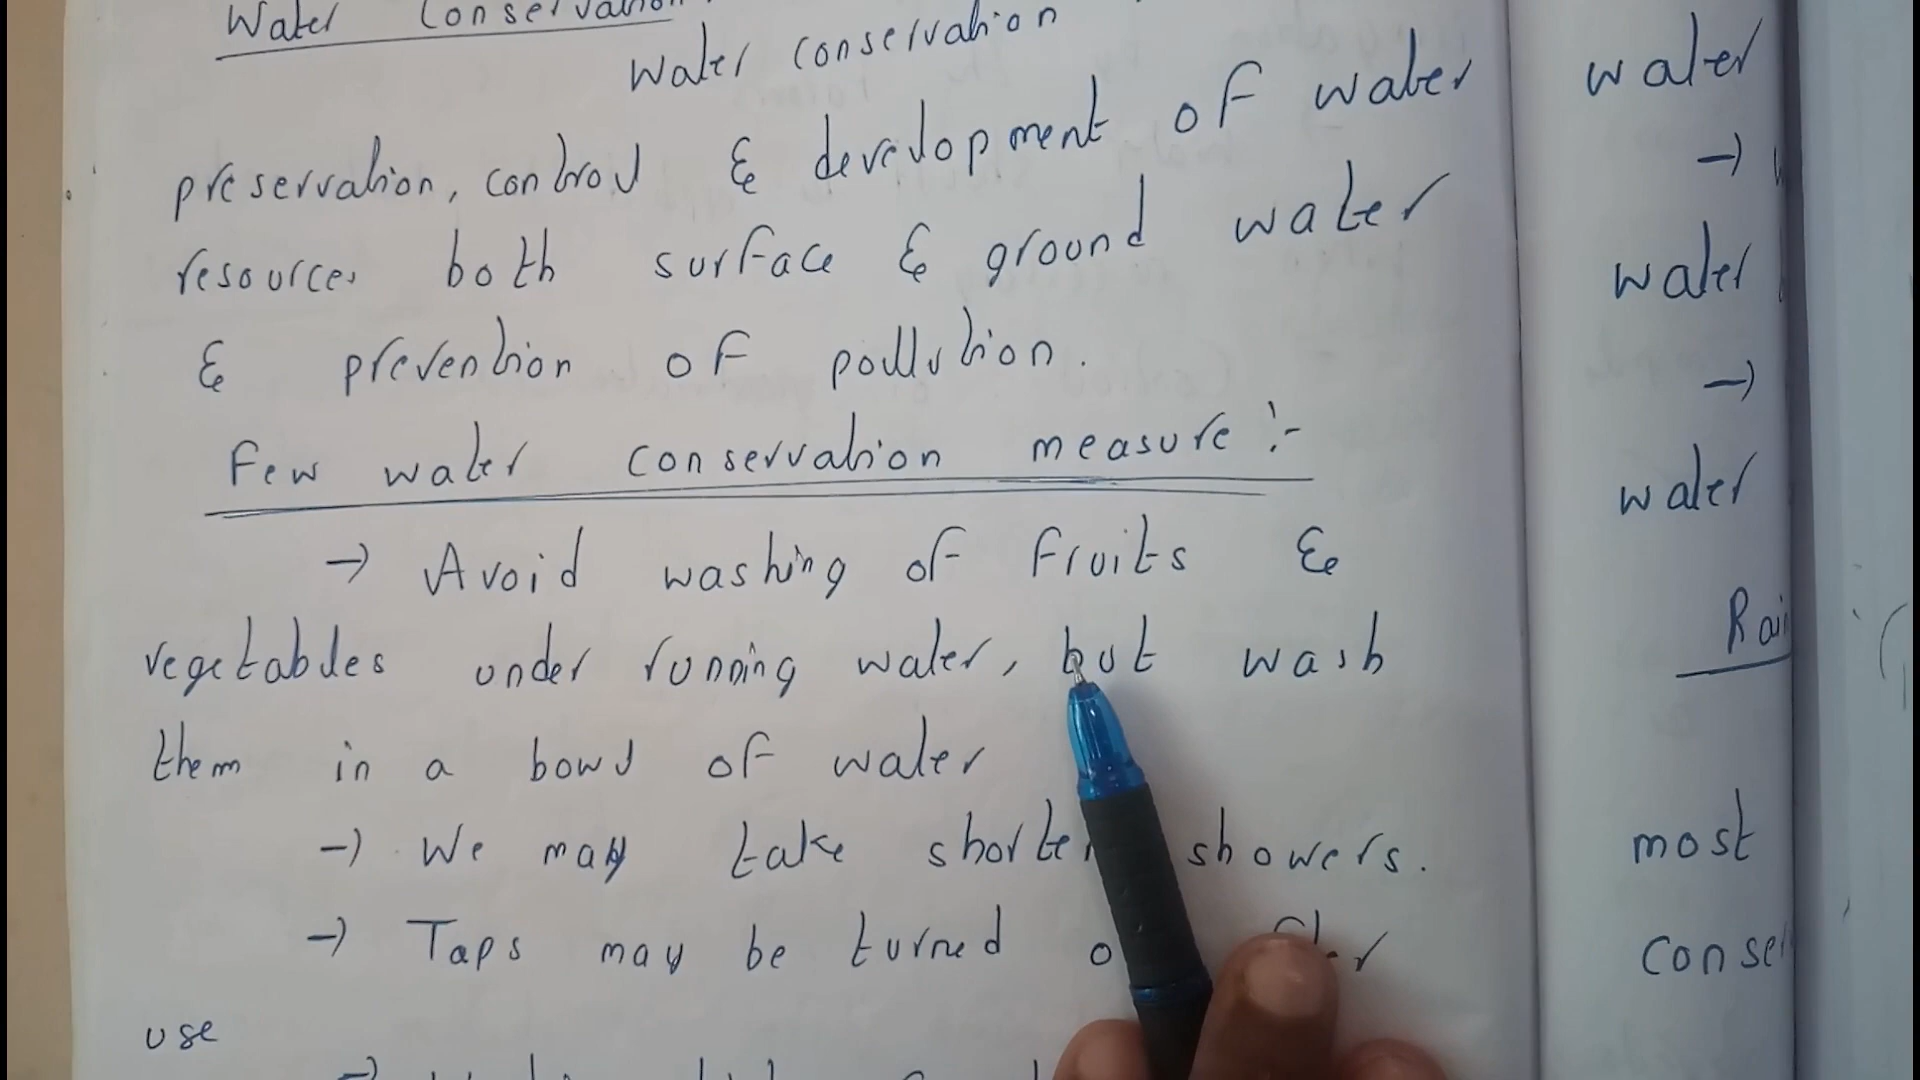 Water Conservation
Water conservation
preservation, control & development of water
resources both surface & ground water
& prevention of pollution.
Few water conservation measure :-
→ Avoid washing of fruits &
vegetables under running water, but wash
them in a bowl of water
→ We may take shorter showers.
→ Taps may be turned
use
water
→
water
→
water
most